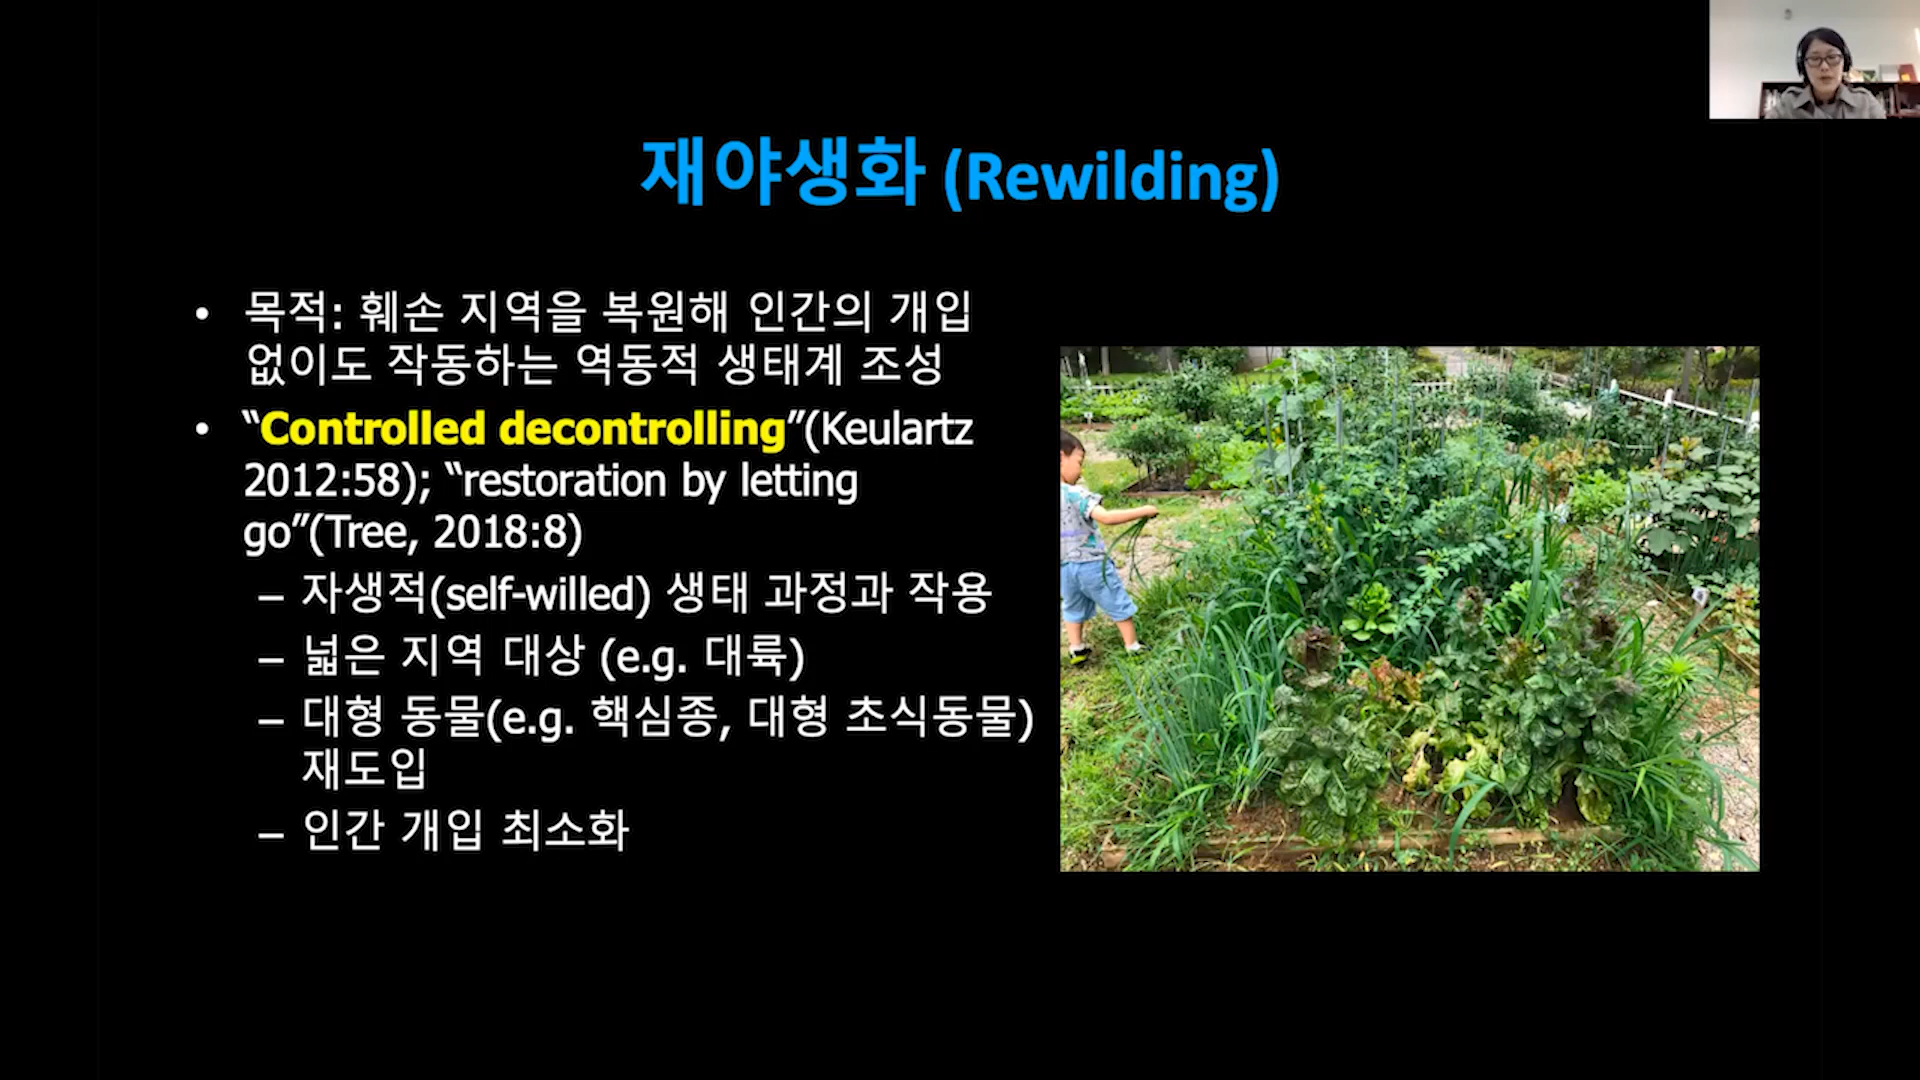 재야생화 (Rewilding)
• 목적: 훼손 지역을 복원해 인간의 개입
없이도 작동하는 역동적 생태계 조성
• “Controlled decontrolling”(Keulartz
2012:58); “restoration by letting
go”(Tree, 2018:8)
– 자생적(self-willed) 생태 과정과 작용
– 넓은 지역 대상 (e.g. 대륙)
– 대형 동물(e.g. 핵심종, 대형 초식동물)
재도입
– 인간 개입 최소화